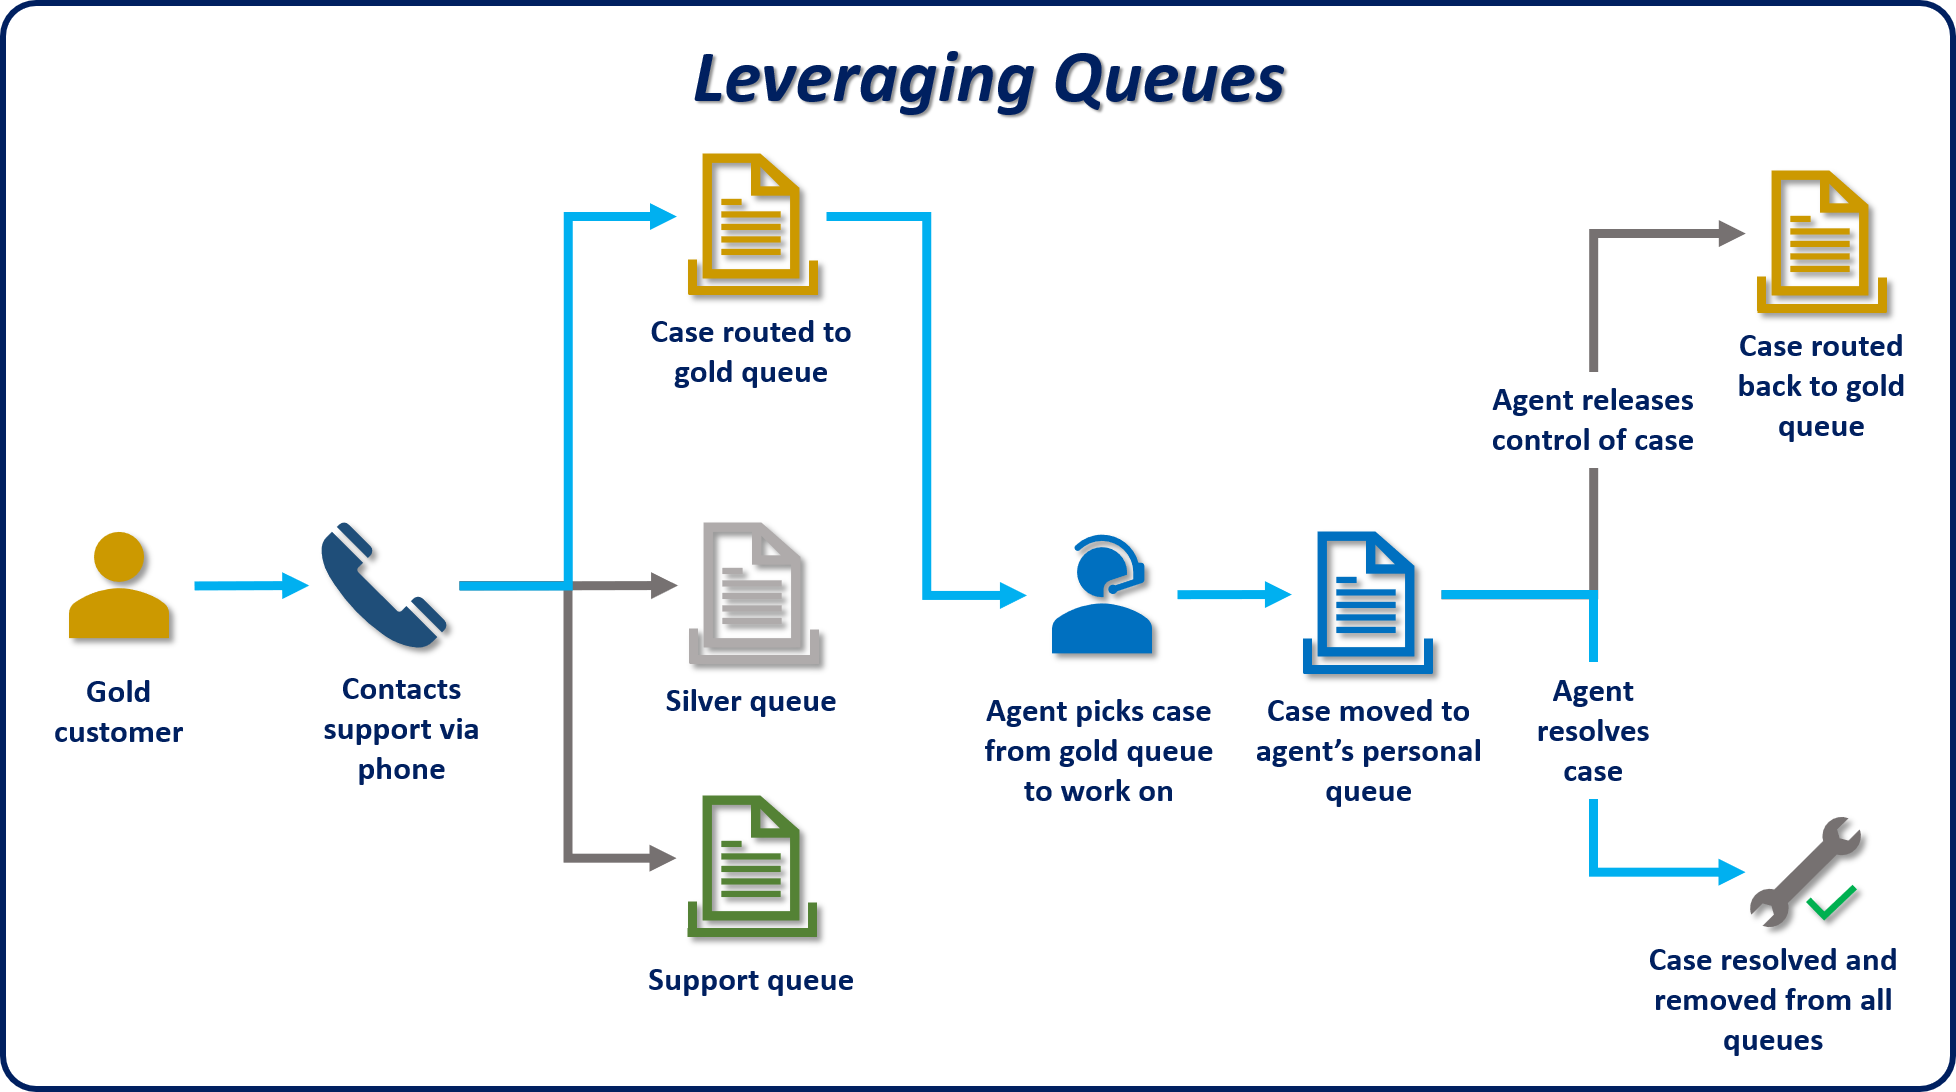 Leveraging Queues
Case routed to
gold queue
Case routed
back to gold
queue
Agent releases
control of case
Gold
customer
Contacts
support via
phone
Silver queue
Agent picks case
from gold queue
to work on
Case moved to
agent’s personal
queue
Agent
resolves
case
Support queue
Case resolved and
removed from all
queues